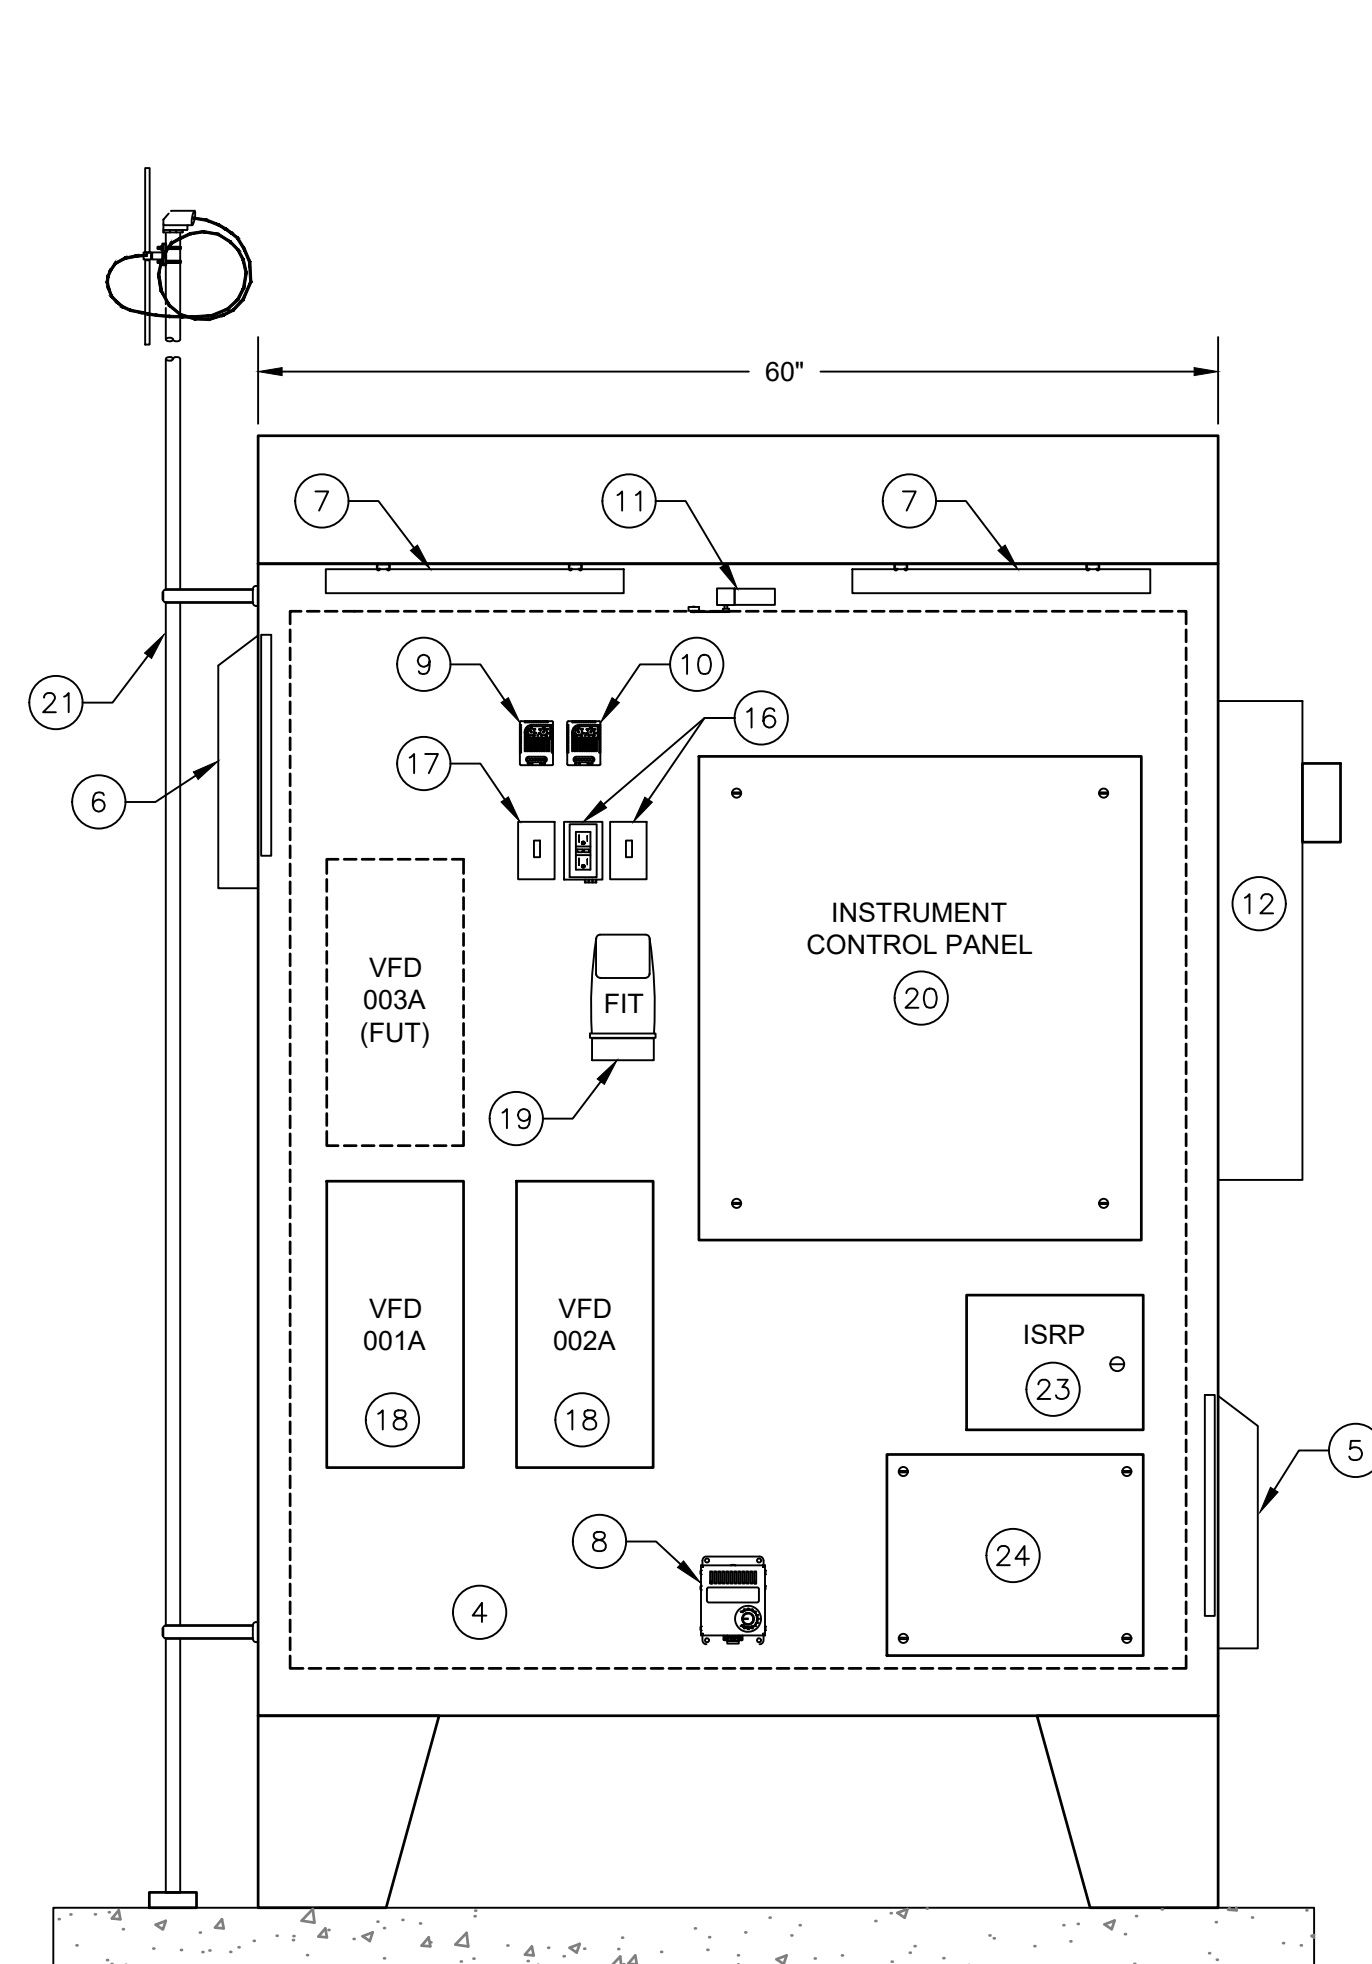 60"
7
11
7
9
10
21
16
17
6
12
INSTRUMENT
CONTROL PANEL
20
VFD
003A
(FUT)
FIT
19
VFD
001A
18
VFD
002A
18
ISRP
23
5
8
24
4